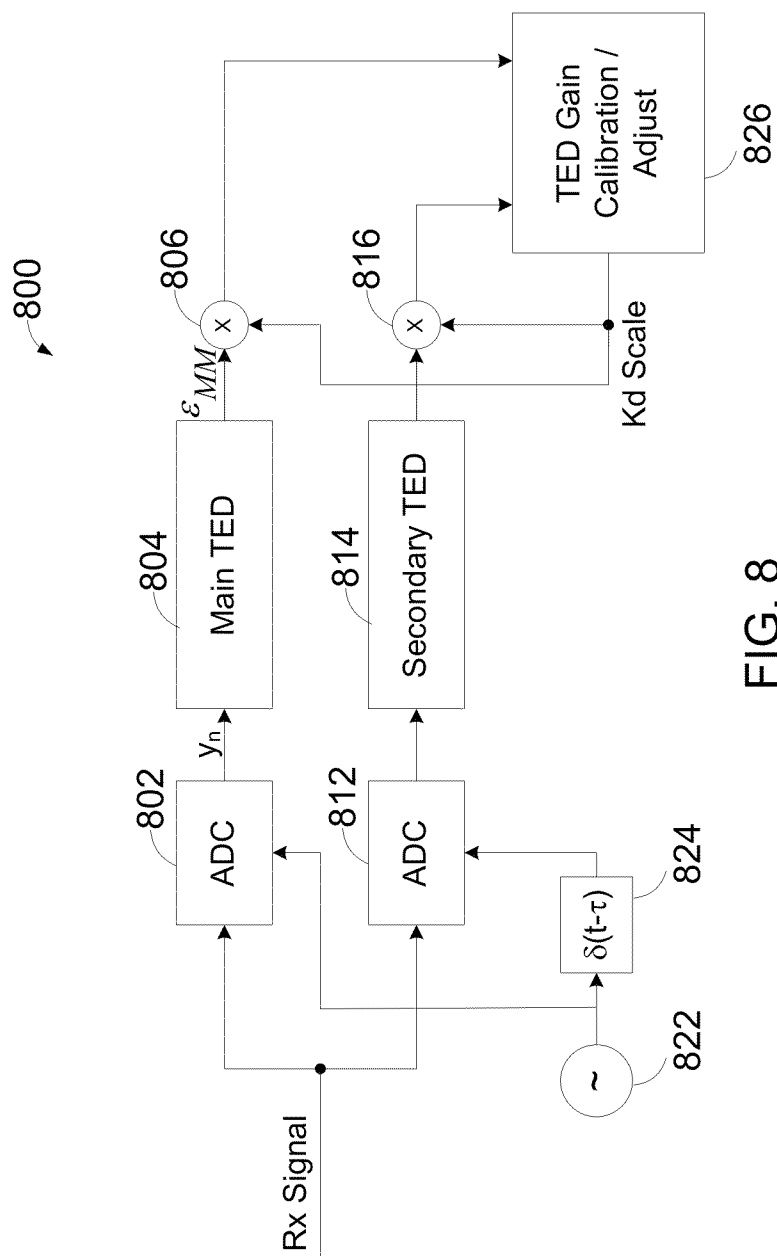 800
802
804
806
ADC
yₙ
Main TED
εMM
x
812
814
816
ADC
Secondary TED
x
TED Gain
Calibration /
Adjust
826
Rx Signal
Kd Scale
~
822
δ(t-τ)
824
FIG. 8